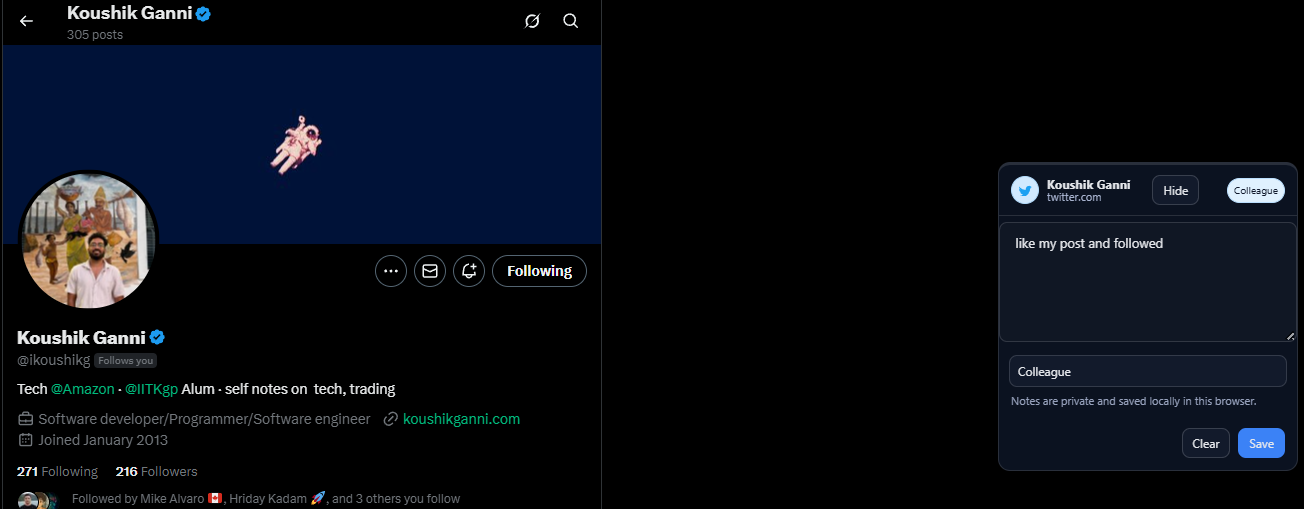 Koushik Ganni
305 posts
Following
Koushik Ganni
@ikoushikg Follows you
Tech @Amazon · @IITKgp Alum · self notes on tech, trading
Software developer/Programmer/Software engineer koushikganni.com
Joined January 2013
271 Following 216 Followers
Followed by Mike Alvaro 🇨🇦, Hriday Kadam 🚀, and 3 others you follow
Koushik Ganni
twitter.com
Hide
Colleague
like my post and followed
Colleague
Notes are private and saved locally in this browser.
Clear Save